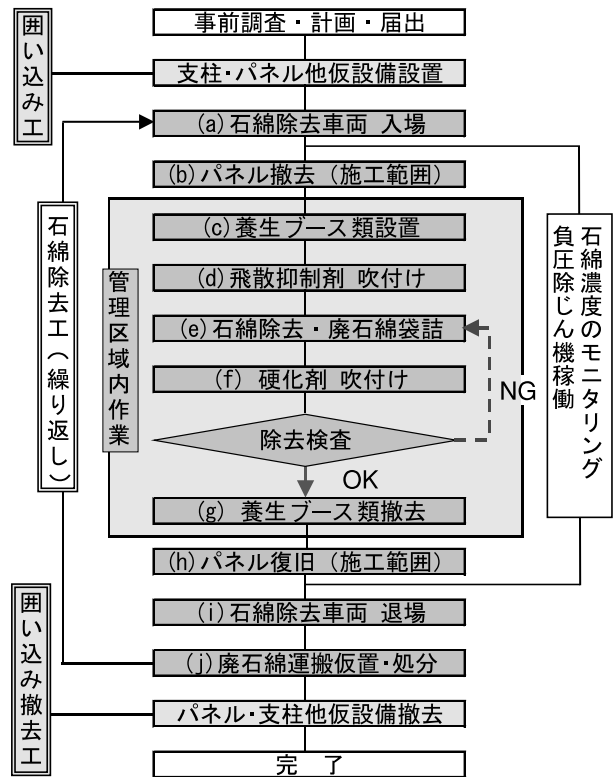 事前調査・計画・届出
囲い込み工
支柱・パネル他仮設備設置
(a)石綿除去車両 入場
(b)パネル撤去(施工範囲)
石綿除去工(繰り返し)
管理区域内作業
(c)養生ブース類設置
(d)飛散抑制剤 吹付け
(e)石綿除去・廃石綿袋詰
(f) 硬化剤 吹付け
除去検査
NG
OK
(g) 養生ブース類撤去
石綿濃度のモニタリング
負圧除じん機稼働
(h)パネル復旧(施工範囲)
(i)石綿除去車両 退場
(j)廃石綿運搬仮置・処分
囲い込み撤去工
パネル・支柱他仮設備撤去
完 了